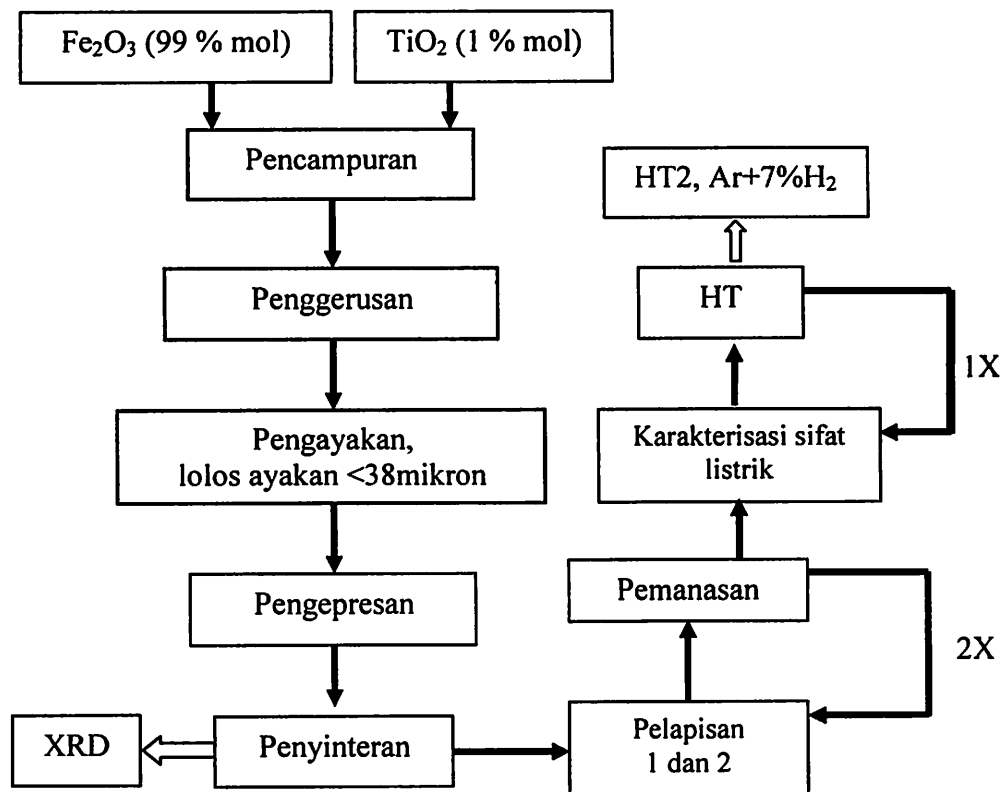 Fe₂O₃ (99 % mol)
TiO₂ (1 % mol)
Pencampuran
Penggerusan
Pengayakan,
lolos ayakan <38mikron
Pengepresan
Penyinteran
XRD
Pelapisan
1 dan 2
Pemanasan
2X
Karakterisasi sifat
listrik
HT
1X
HT2, Ar+7%H₂